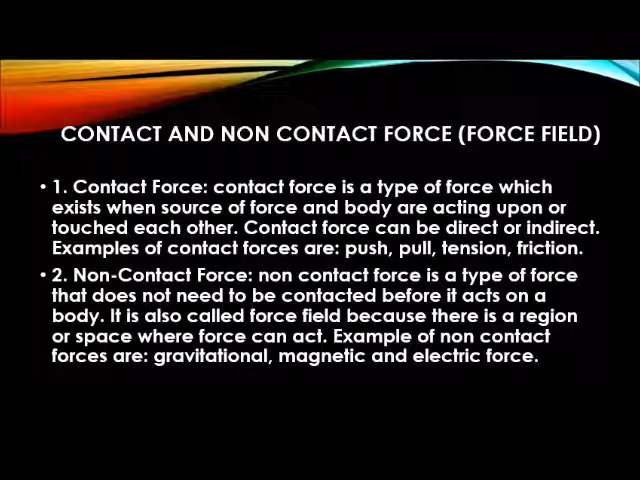 CONTACT AND NON CONTACT FORCE (FORCE FIELD)
• 1. Contact Force: contact force is a type of force which
exists when source of force and body are acting upon or
touched each other. Contact force can be direct or indirect.
Examples of contact forces are: push, pull, tension, friction.
• 2. Non-Contact Force: non contact force is a type of force
that does not need to be contacted before it acts on a
body. It is also called force field because there is a region
or space where force can act. Example of non contact
forces are: gravitational, magnetic and electric force.